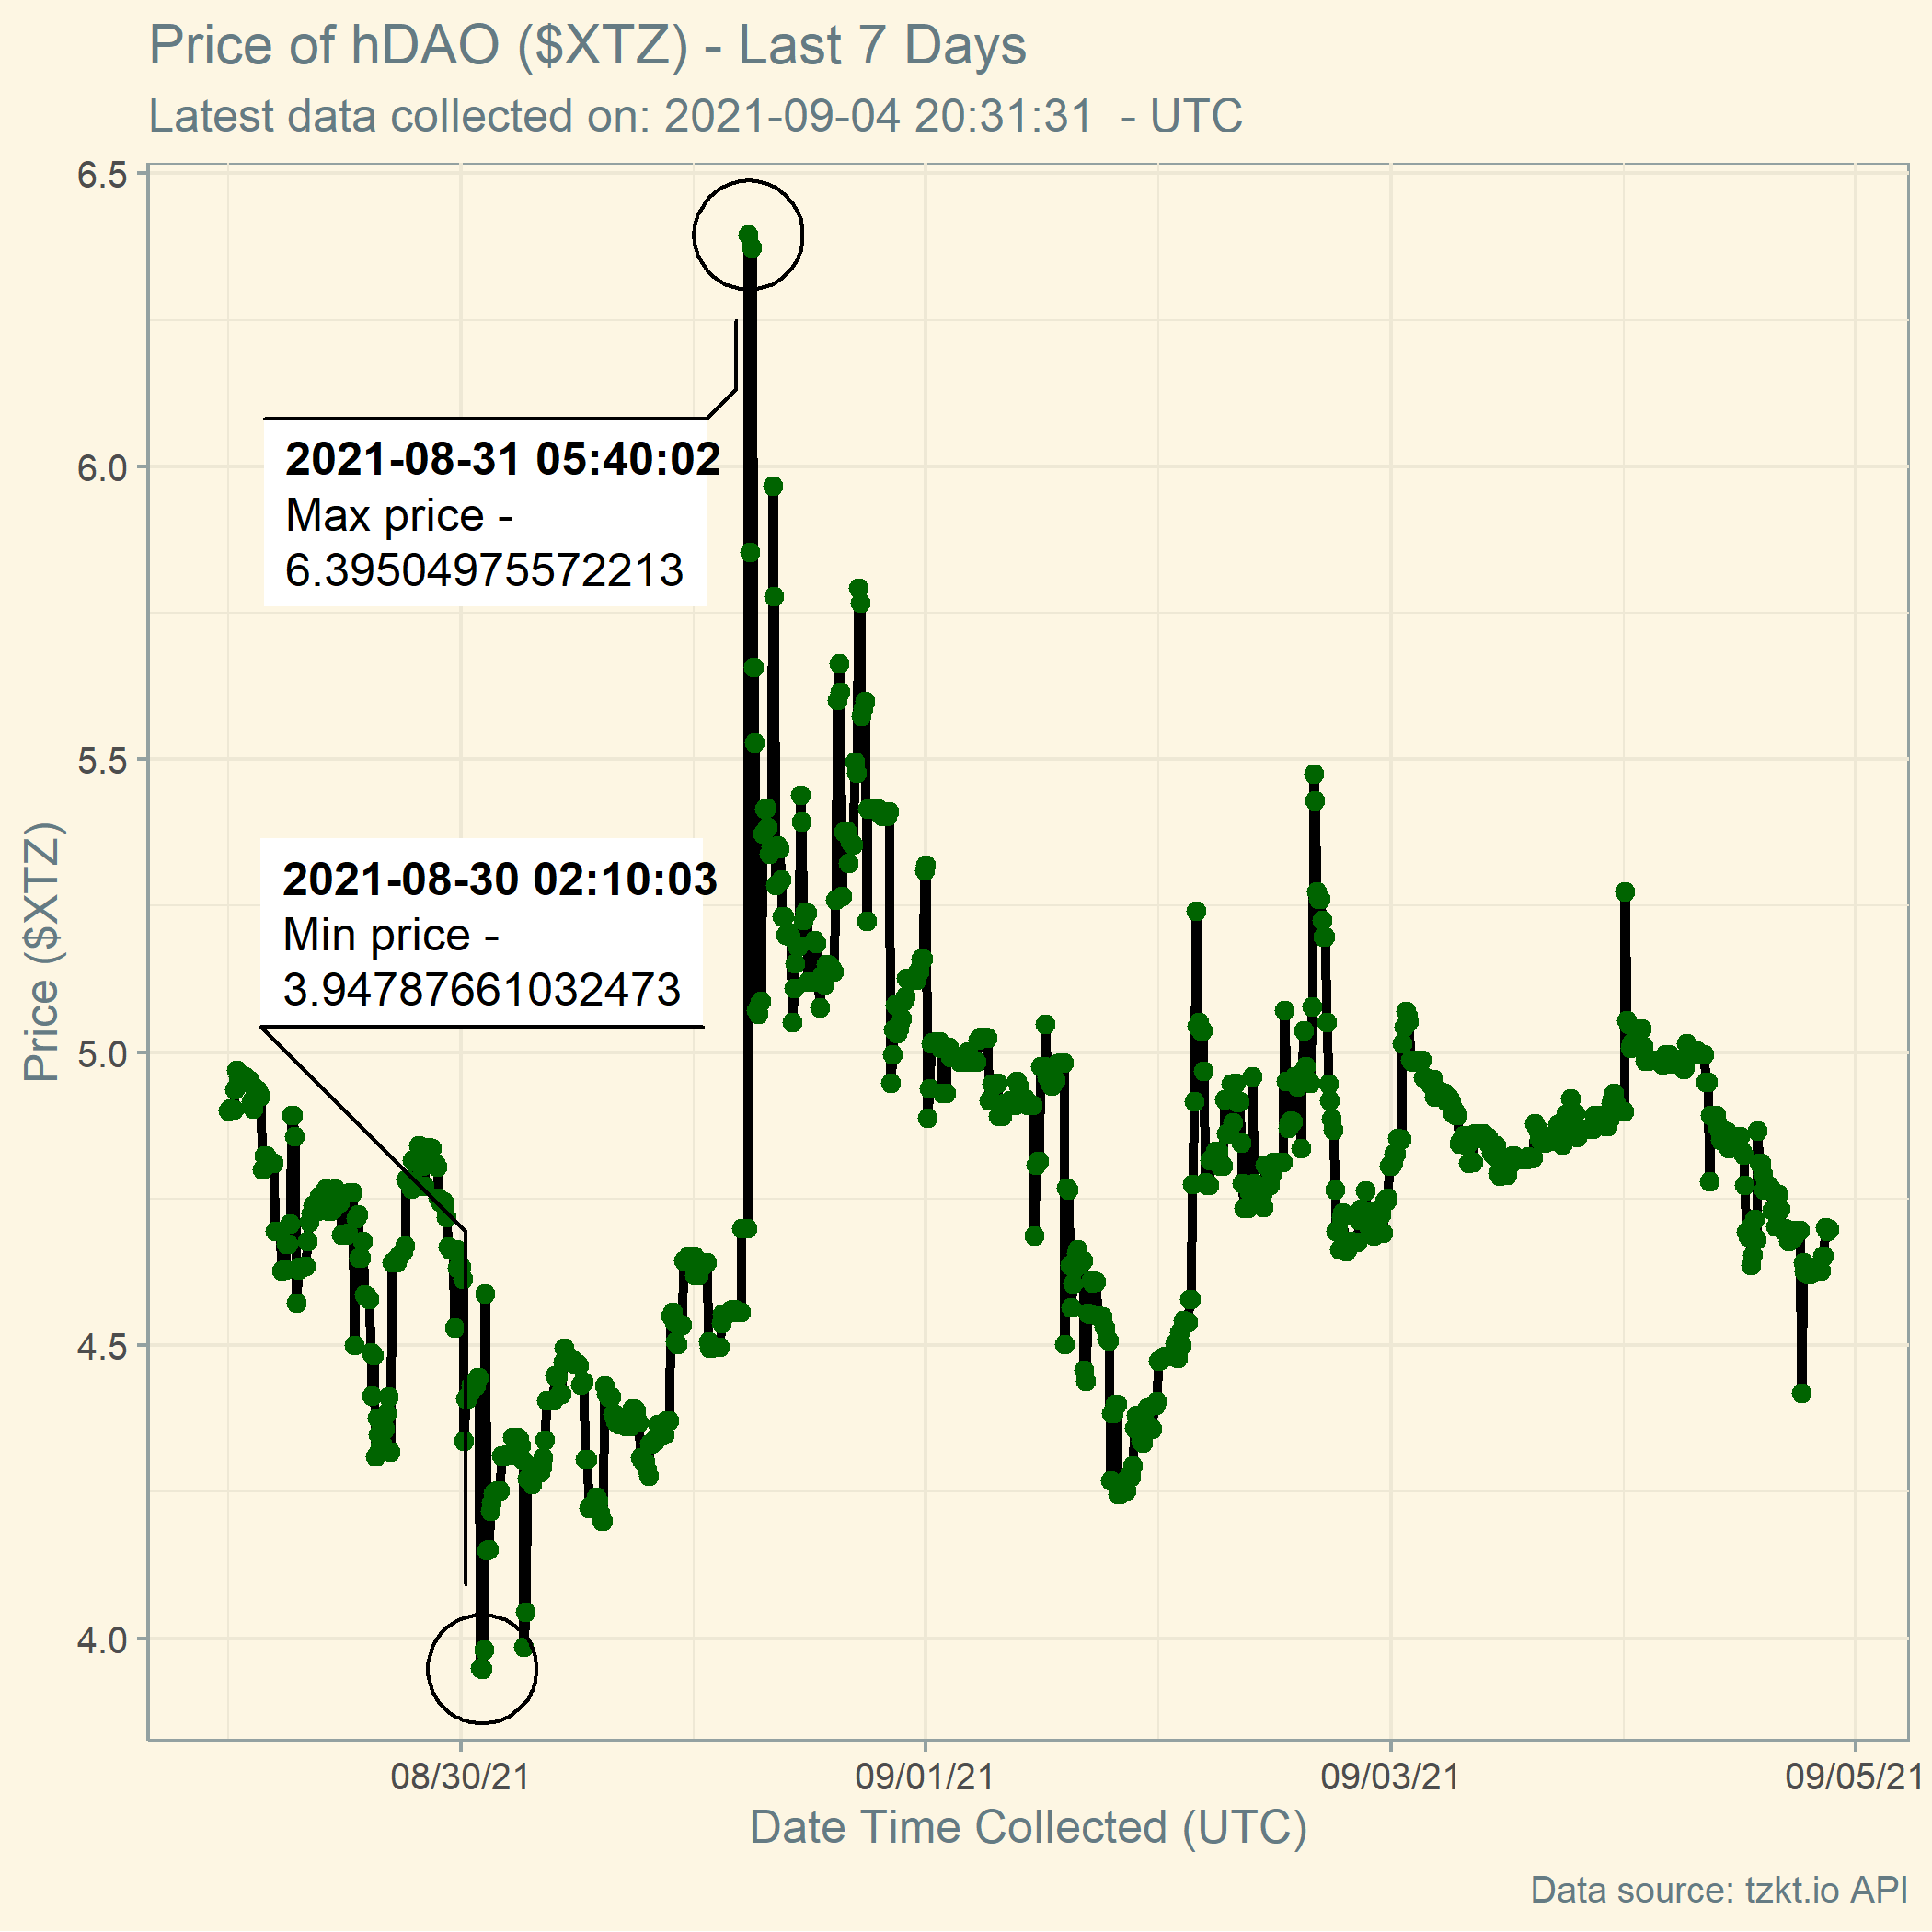 Price of hDAO ($XTZ) - Last 7 Days
Latest data collected on: 2021-09-04 20:31:31  - UTC
6.5
6.0
5.5
5.0
4.5
4.0
Price ($XTZ)
2021-08-31 05:40:02
Max price -
6.39504975572213
2021-08-30 02:10:03
Min price -
3.94787661032473
08/30/21
09/01/21
09/03/21
09/05/21
Date Time Collected (UTC)
Data source: tzkt.io API